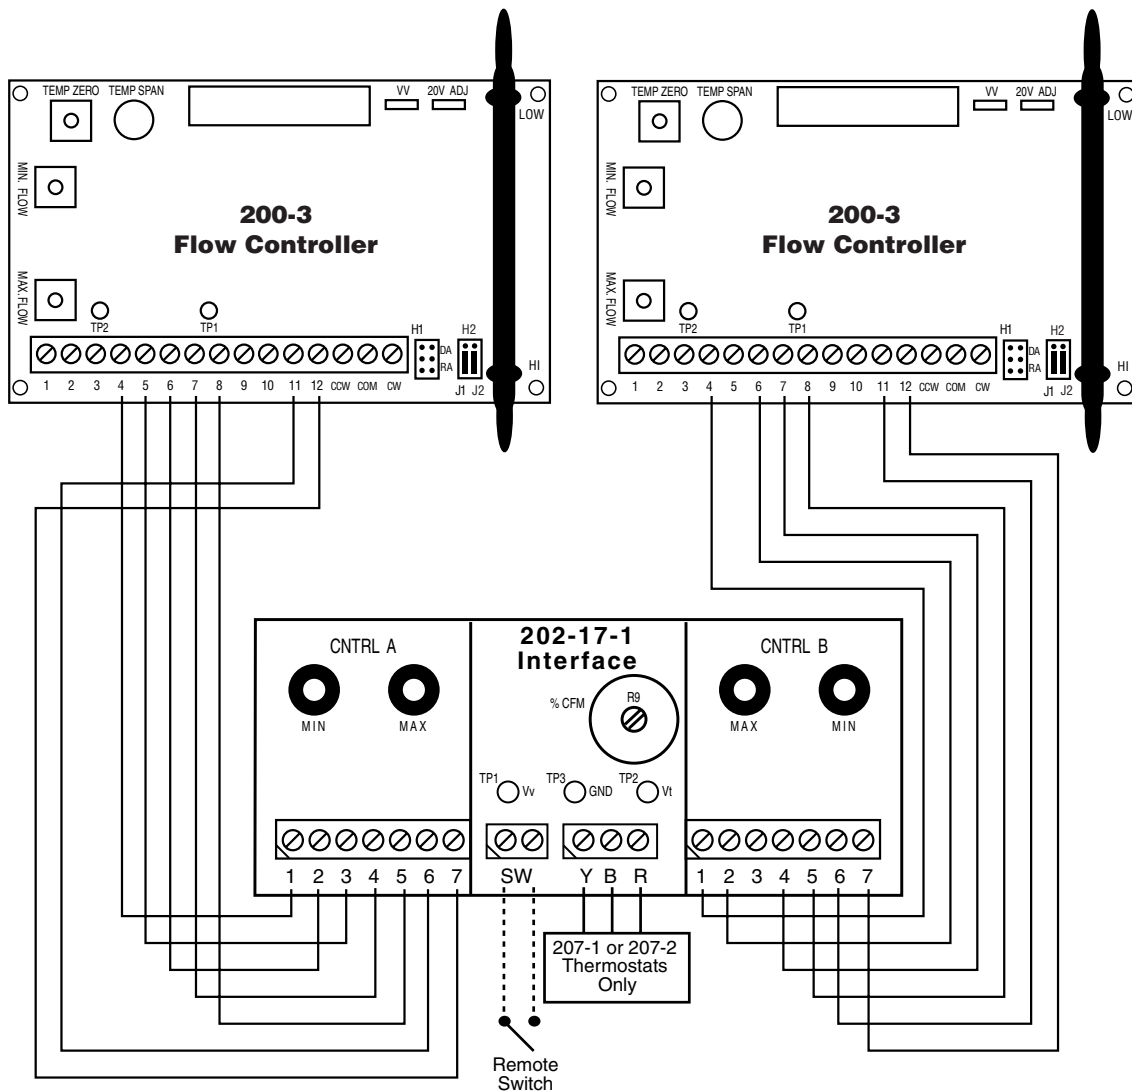 TEMP ZERO TEMP SPAN VV 20V ADJ
LOW
MIN. FLOW
200-3
Flow Controller
MAX. FLOW
TP2 TP1
H1 H2
DA
RA
HI
1 2 3 4 5 6 7 8 9 10 11 12 CCW COM CW
J1 J2
TEMP ZERO TEMP SPAN VV 20V ADJ
LOW
MIN. FLOW
200-3
Flow Controller
MAX. FLOW
TP2 TP1
H1 H2
DA
RA
HI
1 2 3 4 5 6 7 8 9 10 11 12 CCW COM CW
J1 J2
CNTRL A
MIN MAX
1 2 3 4 5 6 7
202-17-1
Interface
% CFM
R9
TP1 Vv TP3 GND TP2 Vt
SW Y B R
CNTRL B
MAX MIN
1 2 3 4 5 6 7
207-1 or 207-2
Thermostats
Only
Remote
Switch